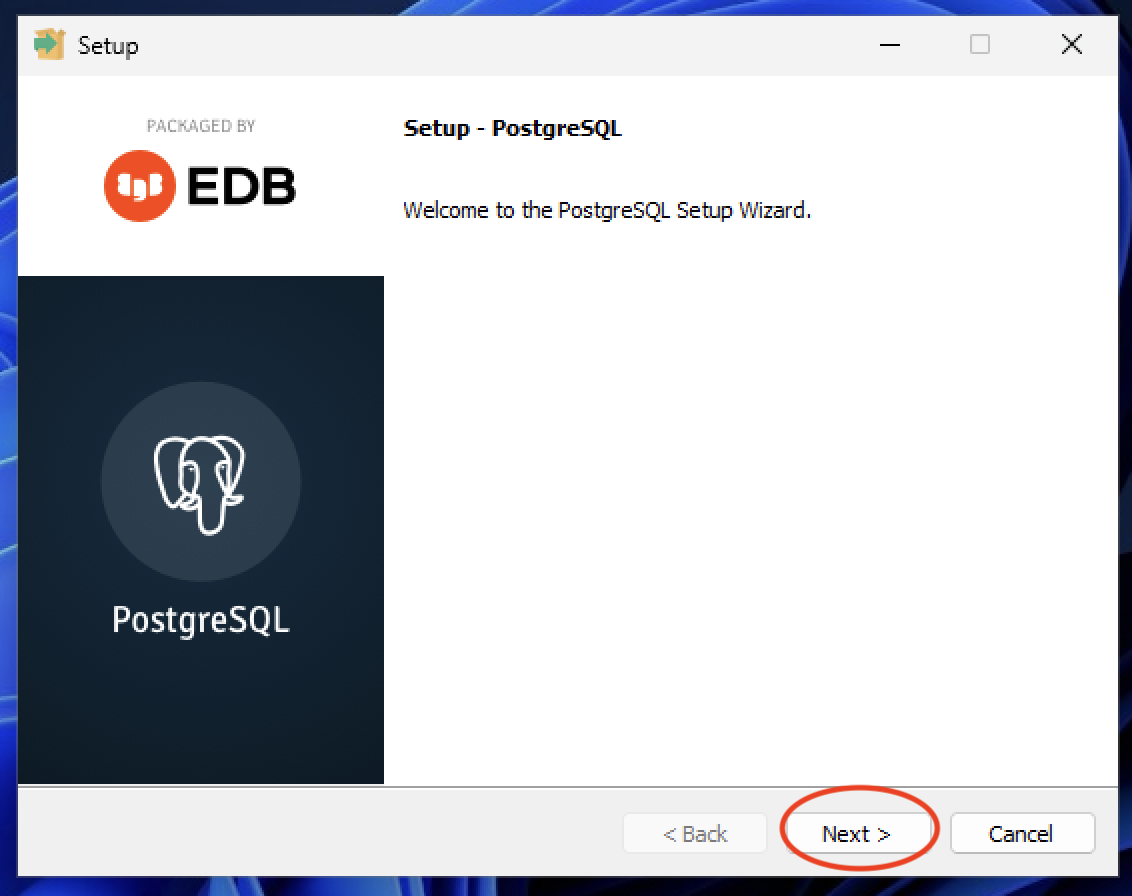 Setup
PACKAGED BY
EDB
Setup - PostgreSQL
Welcome to the PostgreSQL Setup Wizard.
PostgreSQL
< Back
Next >
Cancel